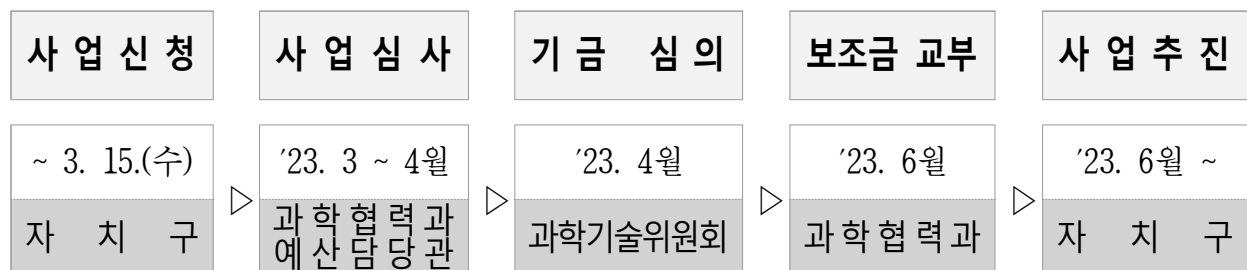 사 업 신 청
사 업 심 사
기 금 심 의
보조금 교부
사 업 추 진
~ 3. 15.(수)
'23. 3 ~ 4월
'23. 4월
'23. 6월
'23. 6월 ~
자 치 구
과 학 협 력 과
예 산 담 당 관
과학기술위원회
과 학 협 력 과
자 치 구